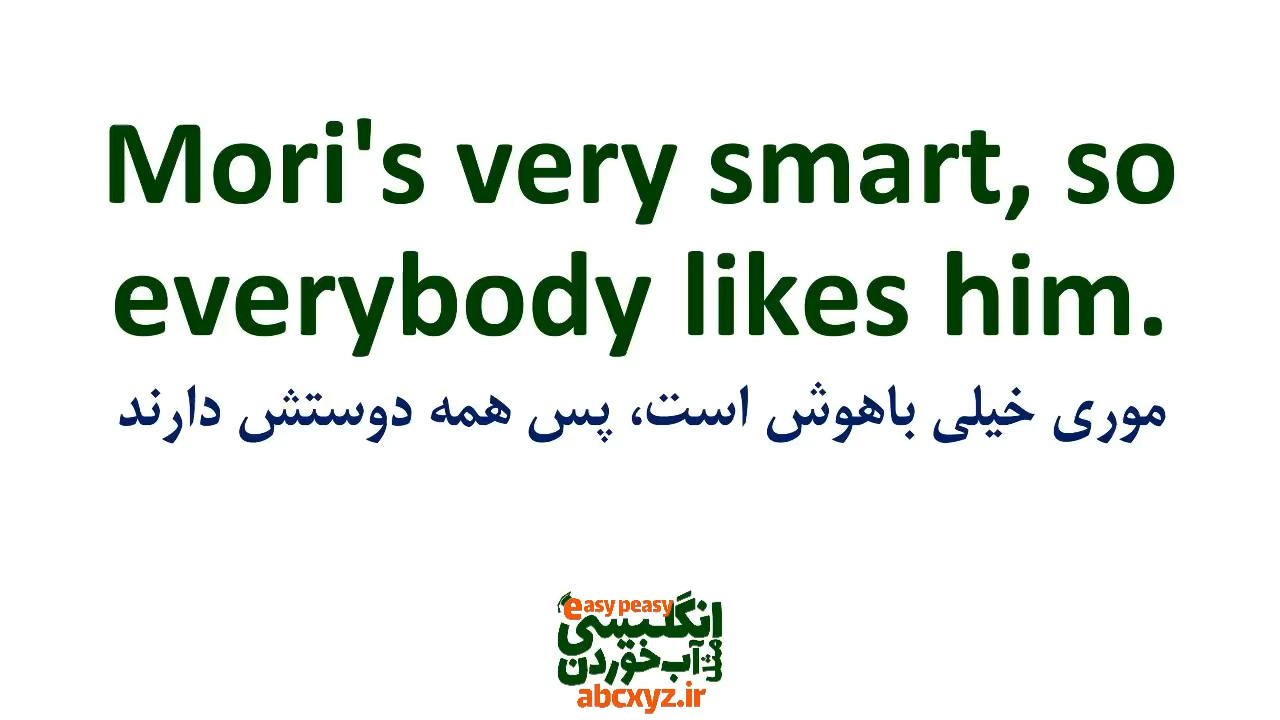 Mori's very smart, so
everybody likes him.
موری خیلی باهوش است، پس همه دوستش دارند
easy peasy
انگلیسی
مثل آب خوردن
abcxyz.ir